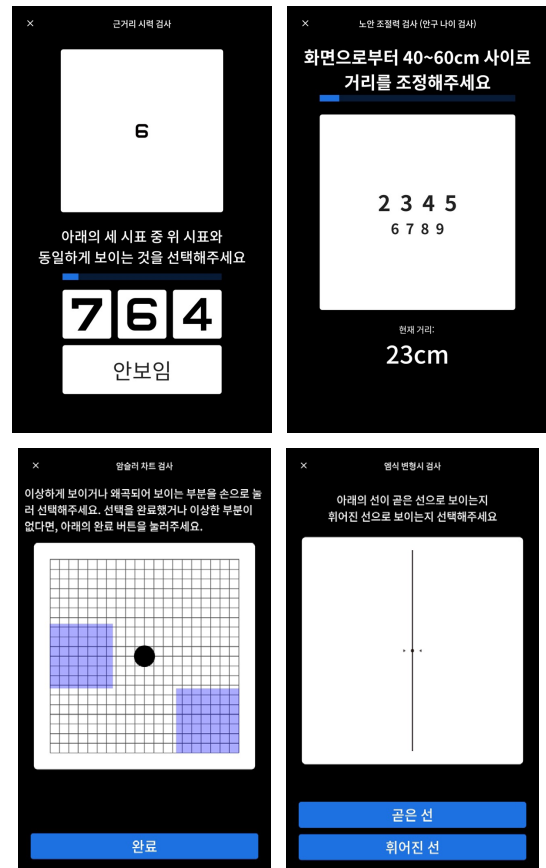 ×
근거리 시력 검사
6
아래의 세 시표 중 위 시표와
동일하게 보이는 것을 선택해주세요
7 6 4
안보임
×
노안 조절력 검사 (안구 나이 검사)
화면으로부터 40~60cm 사이로
거리를 조정해주세요
2 3 4 5
6 7 8 9
현재 거리:
23cm
×
암슬러 차트 검사
이상하게 보이거나 왜곡되어 보이는 부분을 손으로 눌
러 선택해주세요. 선택을 완료했거나 이상한 부분이
없다면, 아래의 완료 버튼을 눌러주세요.
완료
×
엠식 변형시 검사
아래의 선이 곧은 선으로 보이는지
휘어진 선으로 보이는지 선택해주세요
곧은 선
휘어진 선